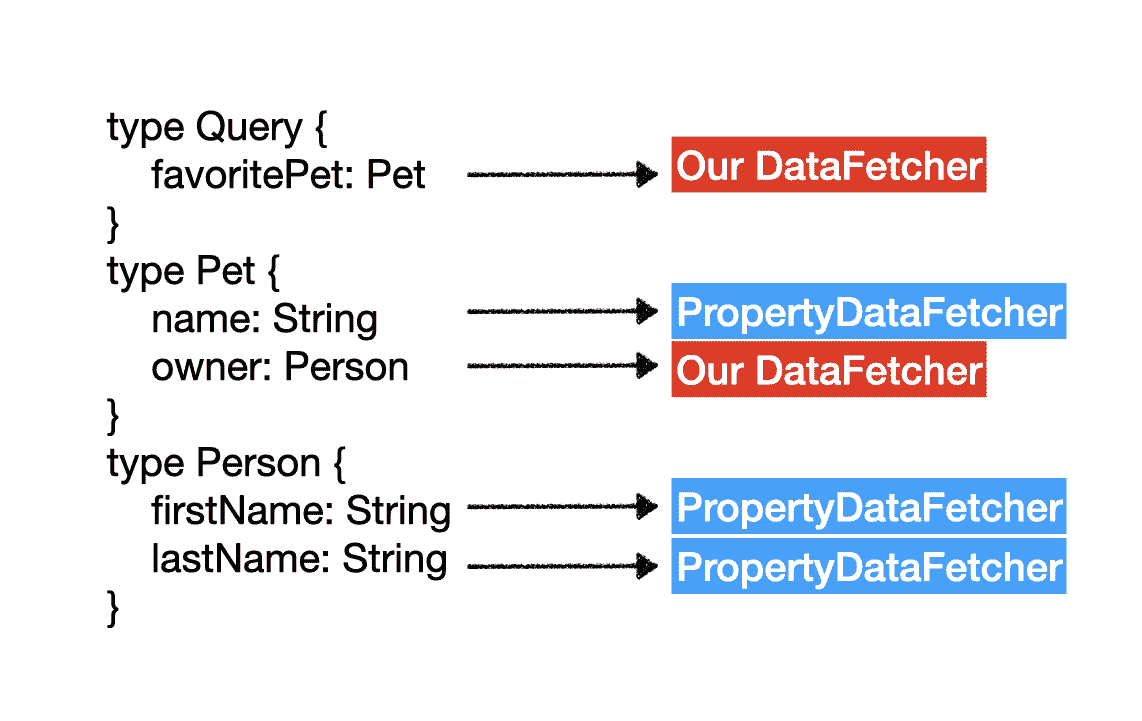 type Query {
favoritePet: Pet
Our DataFetcher
}
type Pet {
name: String
PropertyDataFetcher
owner: Person
Our DataFetcher
}
type Person {
firstName: String
PropertyDataFetcher
lastName: String
PropertyDataFetcher
}